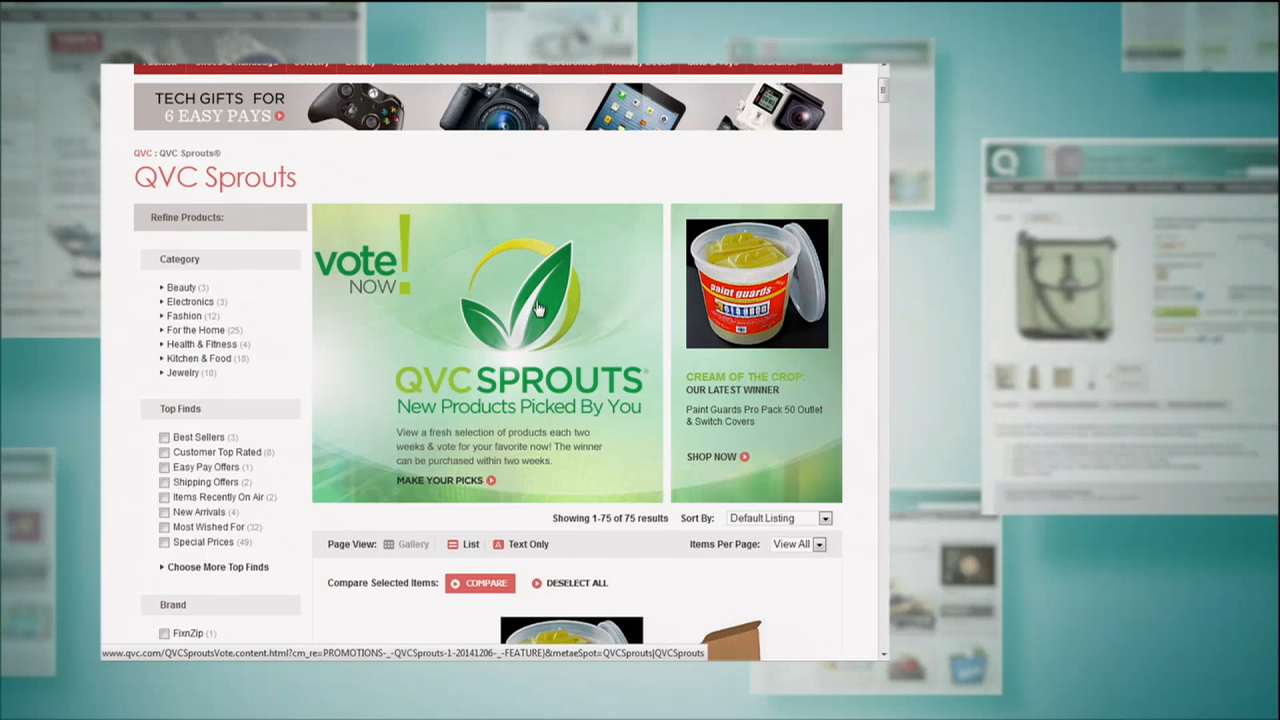 TECH GIFTS FOR
6 EASY PAYS
QVC : QVC Sprouts®
QVC Sprouts
Refine Products:
Category
Beauty (3)
Electronics (3)
Fashion (12)
For the Home (25)
Health & Fitness (4)
Kitchen & Food (18)
Jewelry (10)
Top Finds
Best Sellers (3)
Customer Top Rated (8)
Easy Pay Offers (1)
Shipping Offers (2)
Items Recently On Air (2)
New Arrivals (4)
Most Wished For (32)
Special Prices (49)
Choose More Top Finds
Brand
FixnZip (1)
vote!
NOW
QVC SPROUTS®
New Products Picked By You
View a fresh selection of products each two
weeks & vote for your favorite now! The winner
can be purchased within two weeks.
MAKE YOUR PICKS
paint guards
CREAM OF THE CROP:
OUR LATEST WINNER
Paint Guards Pro Pack 50 Outlet
& Switch Covers
SHOP NOW
Showing 1-75 of 75 results Sort By: Default Listing
Page View: Gallery List Text Only Items Per Page: View All
Compare Selected Items: COMPARE DESELECT ALL
www.qvc.com/QVCSproutsVote.content.html?cm_re=PROMOTIONS-_-QVCSprouts-1-20141206-_-FEATURE}&metaeSpot=QVCSprouts|QVCSprouts